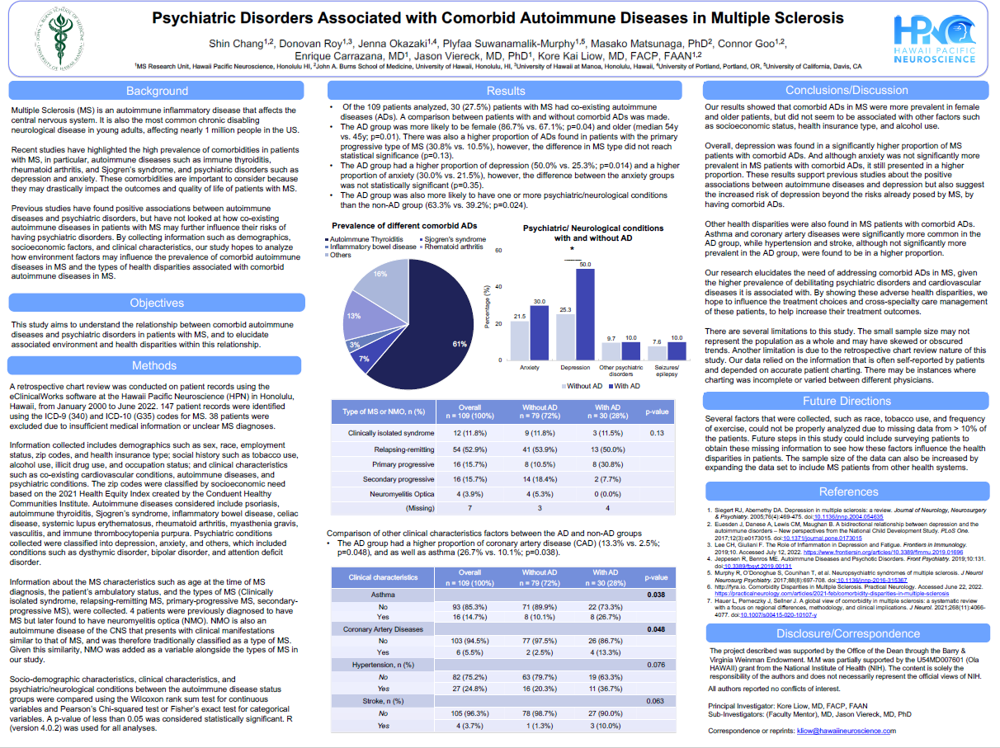 Psychiatric Disorders Associated with Comorbid Autoimmune Diseases in Multiple Sclerosis
Shin Chang1,2, Donovan Roy1,3, Jenna Okazaki1,4, Plyfaa Suwanamalik-Murphy1,5, Masako Matsunaga, PhD2, Connor Goo1,2,
Enrique Carrazana, MD1, Jason Viereck, MD, PhD1, Kore Kai Liow, MD, FACP, FAAN1,2
1MS Research Unit, Hawaii Pacific Neuroscience, Honolulu HI, 2John A. Burns School of Medicine, University of Hawaii, Honolulu, HI, 3University of Hawaii at Manoa, Honolulu, Hawaii, 4University of Portland, Portland, OR, 5University of California, Davis, CA
HPNO
HAWAII PACIFIC
NEUROSCIENCE
Background
Multiple Sclerosis (MS) is an autoimmune inflammatory disease that affects the
central nervous system. It is also the most common chronic disabling
neurological disease in young adults, affecting nearly 1 million people in the US.
Recent studies have highlighted the high prevalence of comorbidities in patients
with MS, in particular, autoimmune diseases such as immune thyroiditis,
rheumatoid arthritis, and Sjogren's syndrome, and psychiatric disorders such as
depression and anxiety. These comorbidities are important to consider because
they may drastically impact the outcomes and quality of life of patients with MS.
Previous studies have found positive associations between autoimmune diseases
and psychiatric disorders, but have not looked at how co-existing
autoimmune diseases in patients with MS may further influence their risks of
having psychiatric disorders. By collecting information such as demographics,
socioeconomic factors, and clinical characteristics, our study hopes to analyze
how environment factors may influence the prevalence of comorbid autoimmune
diseases in MS and the types of health disparities associated with comorbid
autoimmune diseases in MS.
Objectives
This study aims to understand the relationship between comorbid autoimmune
diseases and psychiatric disorders in patients with MS, and to elucidate
associated environment and health disparities within this relationship.
Methods
A retrospective chart review was conducted on patient records using the
eClinicalWorks software at the Hawaii Pacific Neuroscience (HPN) in Honolulu,
Hawaii, from January 2000 to June 2022. 147 patient records were identified
using the ICD-9 (340) and ICD-10 (G35) codes for MS. 38 patients were
excluded due to insufficient medical information or unclear MS diagnoses.
Information collected includes demographics such as sex, race, employment
status, zip codes, and health insurance type; social history such as tobacco use,
alcohol use, illicit drug use, and occupation status; and clinical characteristics
such as co-existing cardiovascular conditions, autoimmune diseases, and
psychiatric conditions. The zip codes were classified by socioeconomic need
based on the 2021 Health Equity Index created by the Conduent Healthy
Communities Institute. Autoimmune diseases considered include psoriasis,
autoimmune thyroiditis, Sjogren's syndrome, inflammatory bowel disease, celiac
disease, systemic lupus erythematosus, rheumatoid arthritis, myasthenia gravis,
vasculitis, and immune thrombocytopenia purpura. Psychiatric conditions
collected were classified into depression, anxiety, and others, which included
conditions such as dysthymic disorder, bipolar disorder, and attention deficit
disorder.
Information about the MS characteristics such as age at the time of MS
diagnosis, the patient's ambulatory status, and the types of MS (Clinically
isolated syndrome, relapsing-remitting MS, primary-progressive MS, secondary-
progressive MS), were collected. 4 patients were previously diagnosed to have
MS but later found to have neuromyelitis optica (NMO). NMO is also an
autoimmune disease of the CNS that presents with clinical manifestations
similar to that of MS, and was therefore traditionally classified as a type of MS.
Given this similarity, NMO was added as a variable alongside the types of MS in
our study.
Socio-demographic characteristics, clinical characteristics, and
psychiatric/neurological conditions between the autoimmune disease status
groups were compared using the Wilcoxon rank sum test for continuous
variables and Pearson's Chi-squared test or Fisher's exact test for categorical
variables. A p-value of less than 0.05 was considered statistically significant. R
(version 4.0.2) was used for all analyses.
Results
• Of the 109 patients analyzed, 30 (27.5%) patients with MS had co-existing autoimmune
diseases (ADs). A comparison between patients with and without comorbid ADs was made.
• The AD group was more likely to be female (86.7% vs. 67.1%; p=0.04) and older (median 54y
vs. 45y; p=0.01). There was also a higher proportion of ADs found in patients with the primary
progressive type of MS (30.8% vs. 10.5%), however, the difference in MS type did not reach
statistical significance (p=0.13).
• The AD group had a higher proportion of depression (50.0% vs. 25.3%; p=0.014) and a higher
proportion of anxiety (30.0% vs. 21.5%), however, the difference between the anxiety groups
was not statistically significant (p=0.35).
• The AD group was also more likely to have one or more psychiatric/neurological conditions
than the non-AD group (63.3% vs. 39.2%; p=0.024).
Prevalence of different comorbid ADs
Autoimmune Thyroiditis Sjogren's syndrome
Inflammatory bowel disease Rhematoid arthritis
Others
16%
13%
3%
7%
61%
Psychiatric/ Neurological conditions
with and without AD
*
Percentage (%)
60
40
20
0
21.5 30.0 25.3 50.0 9.7 10.0 7.6 10.0
Anxiety Depression Other psychiatric disorders Seizures/ epilepsy
Without AD With AD
Type of MS or NMO, n (%) Overall n = 109 (100%) Without AD n = 79 (72%) With AD n = 30 (28%) p-value
Clinically isolated syndrome 12 (11.8%) 9 (11.8%) 3 (11.5%) 0.13
Relapsing-remitting 54 (52.9%) 41 (53.9%) 13 (50.0%)
Primary progressive 16 (15.7%) 8 (10.5%) 8 (30.8%)
Secondary progressive 16 (15.7%) 14 (18.4%) 2 (7.7%)
Neuromyelitis Optica 4 (3.9%) 4 (5.3%) 0 (0.0%)
(Missing) 7 3 4
Comparison of other clinical characteristics factors between AD and non-AD groups
• The AD group had a higher proportion of coronary artery disease (CAD) (13.3% vs. 2.5%;
p=0.048), and as well as asthma (26.7% vs. 10.1%; p=0.038).
Clinical characteristics Overall n = 109 (100%) Without AD n = 79 (72%) With AD n = 30 (28%) p-value
Asthma 0.038
No 93 (85.3%) 71 (89.9%) 22 (73.3%)
Yes 16 (14.7%) 8 (10.1%) 8 (26.7%)
Coronary Artery Diseases 0.048
No 103 (94.5%) 77 (97.5%) 26 (86.7%)
Yes 6 (5.5%) 2 (2.5%) 4 (13.3%)
Hypertension, n (%) 0.076
No 82 (75.2%) 63 (79.7%) 19 (63.3%)
Yes 27 (24.8%) 16 (20.3%) 11 (36.7%)
Stroke, n (%) 0.063
No 105 (96.3%) 78 (98.7%) 27 (90.0%)
Yes 4 (3.7%) 1 (1.3%) 3 (10.0%)
Conclusions/Discussion
Our results showed that comorbid ADs in MS were more prevalent in female
and older patients, but did not seem to be associated with other factors such
as socioeconomic status, health insurance type, and alcohol use.
Overall, depression was found in a significantly higher proportion of MS
patients with comorbid ADs. And although anxiety was not significantly more
prevalent in MS patients with comorbid ADs, it still presented in a higher
proportion. These results support previous studies about the positive
associations between autoimmune diseases and depression but also suggest
the increased risk of depression beyond the risks already posed by MS, by
having comorbid ADs.
Other health disparities were also found in MS patients with comorbid ADs.
Asthma and coronary artery diseases were significantly more common in the
AD group, while hypertension and stroke, although not significantly more
prevalent in the AD group, were found to be in a higher proportion.
Our research elucidates the need of addressing comorbid ADs in MS, given
the higher prevalence of debilitating psychiatric disorders and cardiovascular
diseases it is associated with. By showing these adverse health disparities, we
hope to influence the treatment choices and cross-specialty care management
of these patients, to help increase their treatment outcomes.
There are several limitations to this study. The small sample size may not
represent the population as a whole and may have skewed or obscured
trends. Another limitation is due to the retrospective chart review nature of this
study. Our data relied on the information that is often self-reported by patients
and depended on accurate patient charting. There may be instances where
charting was incomplete or varied between different physicians.
Future Directions
Several factors that were collected, such as race, tobacco use, and frequency
of exercise, could not be properly analyzed due to missing data from > 10% of
the patients. Future steps in this study could include surveying patients to
obtain these missing information to see how these factors influence the health
disparities in patients. The sample size of the data can also be increased by
expanding the data set to include MS patients from other health systems.
References
1. Siegert RJ, Abernethy DA. Depression in multiple sclerosis: a review. Journal of Neurology, Neurosurgery
& Psychiatry. 2005;76(4):469-475. doi:10.1136/jnnp.2004.054635
2. Euesden J, Danese A, Lewis CM, Maughan B. A bidirectional relationship between depression and the
autoimmune disorders – New perspectives from the National Child Development Study. PLoS One.
2017;12(3):e0173015. doi:10.1371/journal.pone.0173015
3. Lee CH, Giuliani F. The Role of Inflammation in Depression and Fatigue. Frontiers in Immunology.
2019;10. Accessed July 12, 2022. https://www.frontiersin.org/articles/10.3389/fimmu.2019.01696
4. Jeppesen R, Benros ME. Autoimmune Diseases and Psychotic Disorders. Front Psychiatry. 2019;10:131.
doi:10.3389/fpsyt.2019.00131
5. Murphy R, O'Donoghue S, Counihan T, et al. Neuropsychiatric syndromes of multiple sclerosis. J Neurol
Neurosurg Psychiatry. 2017;88(8):697-708. doi:10.1136/jnnp-2016-315367
6. http://fyra.io. Comorbidity Disparities in Multiple Sclerosis. Practical Neurology. Accessed June 22, 2022.
https://practicalneurology.com/articles/2021-feb/comorbidity-disparities-in-multiple-sclerosis
7. Hauer L, Perneczky J, Sellner J. A global view of comorbidity in multiple sclerosis: a systematic review
with a focus on regional differences, methodology, and clinical implications. J Neurol. 2021;268(11):4066-
4077. doi:10.1007/s00415-020-10107-y
Disclosure/Correspondence
The project described was supported by the Office of the Dean through the Barry &
Virginia Weinman Endowment. M.M was partially supported by the U54MD007601 (Ola
HAWAII) grant from the National Institute of Health (NIH). The content is solely the
responsibility of the authors and does not necessarily represent the official views of NIH.
All authors reported no conflicts of interest.
Principal Investigator: Kore Liow, MD, FACP, FAAN
Sub-Investigators: (Faculty Mentor), MD, Jason Viereck, MD, PhD
Correspondence or reprints: kliow@hawaiineuroscience.com